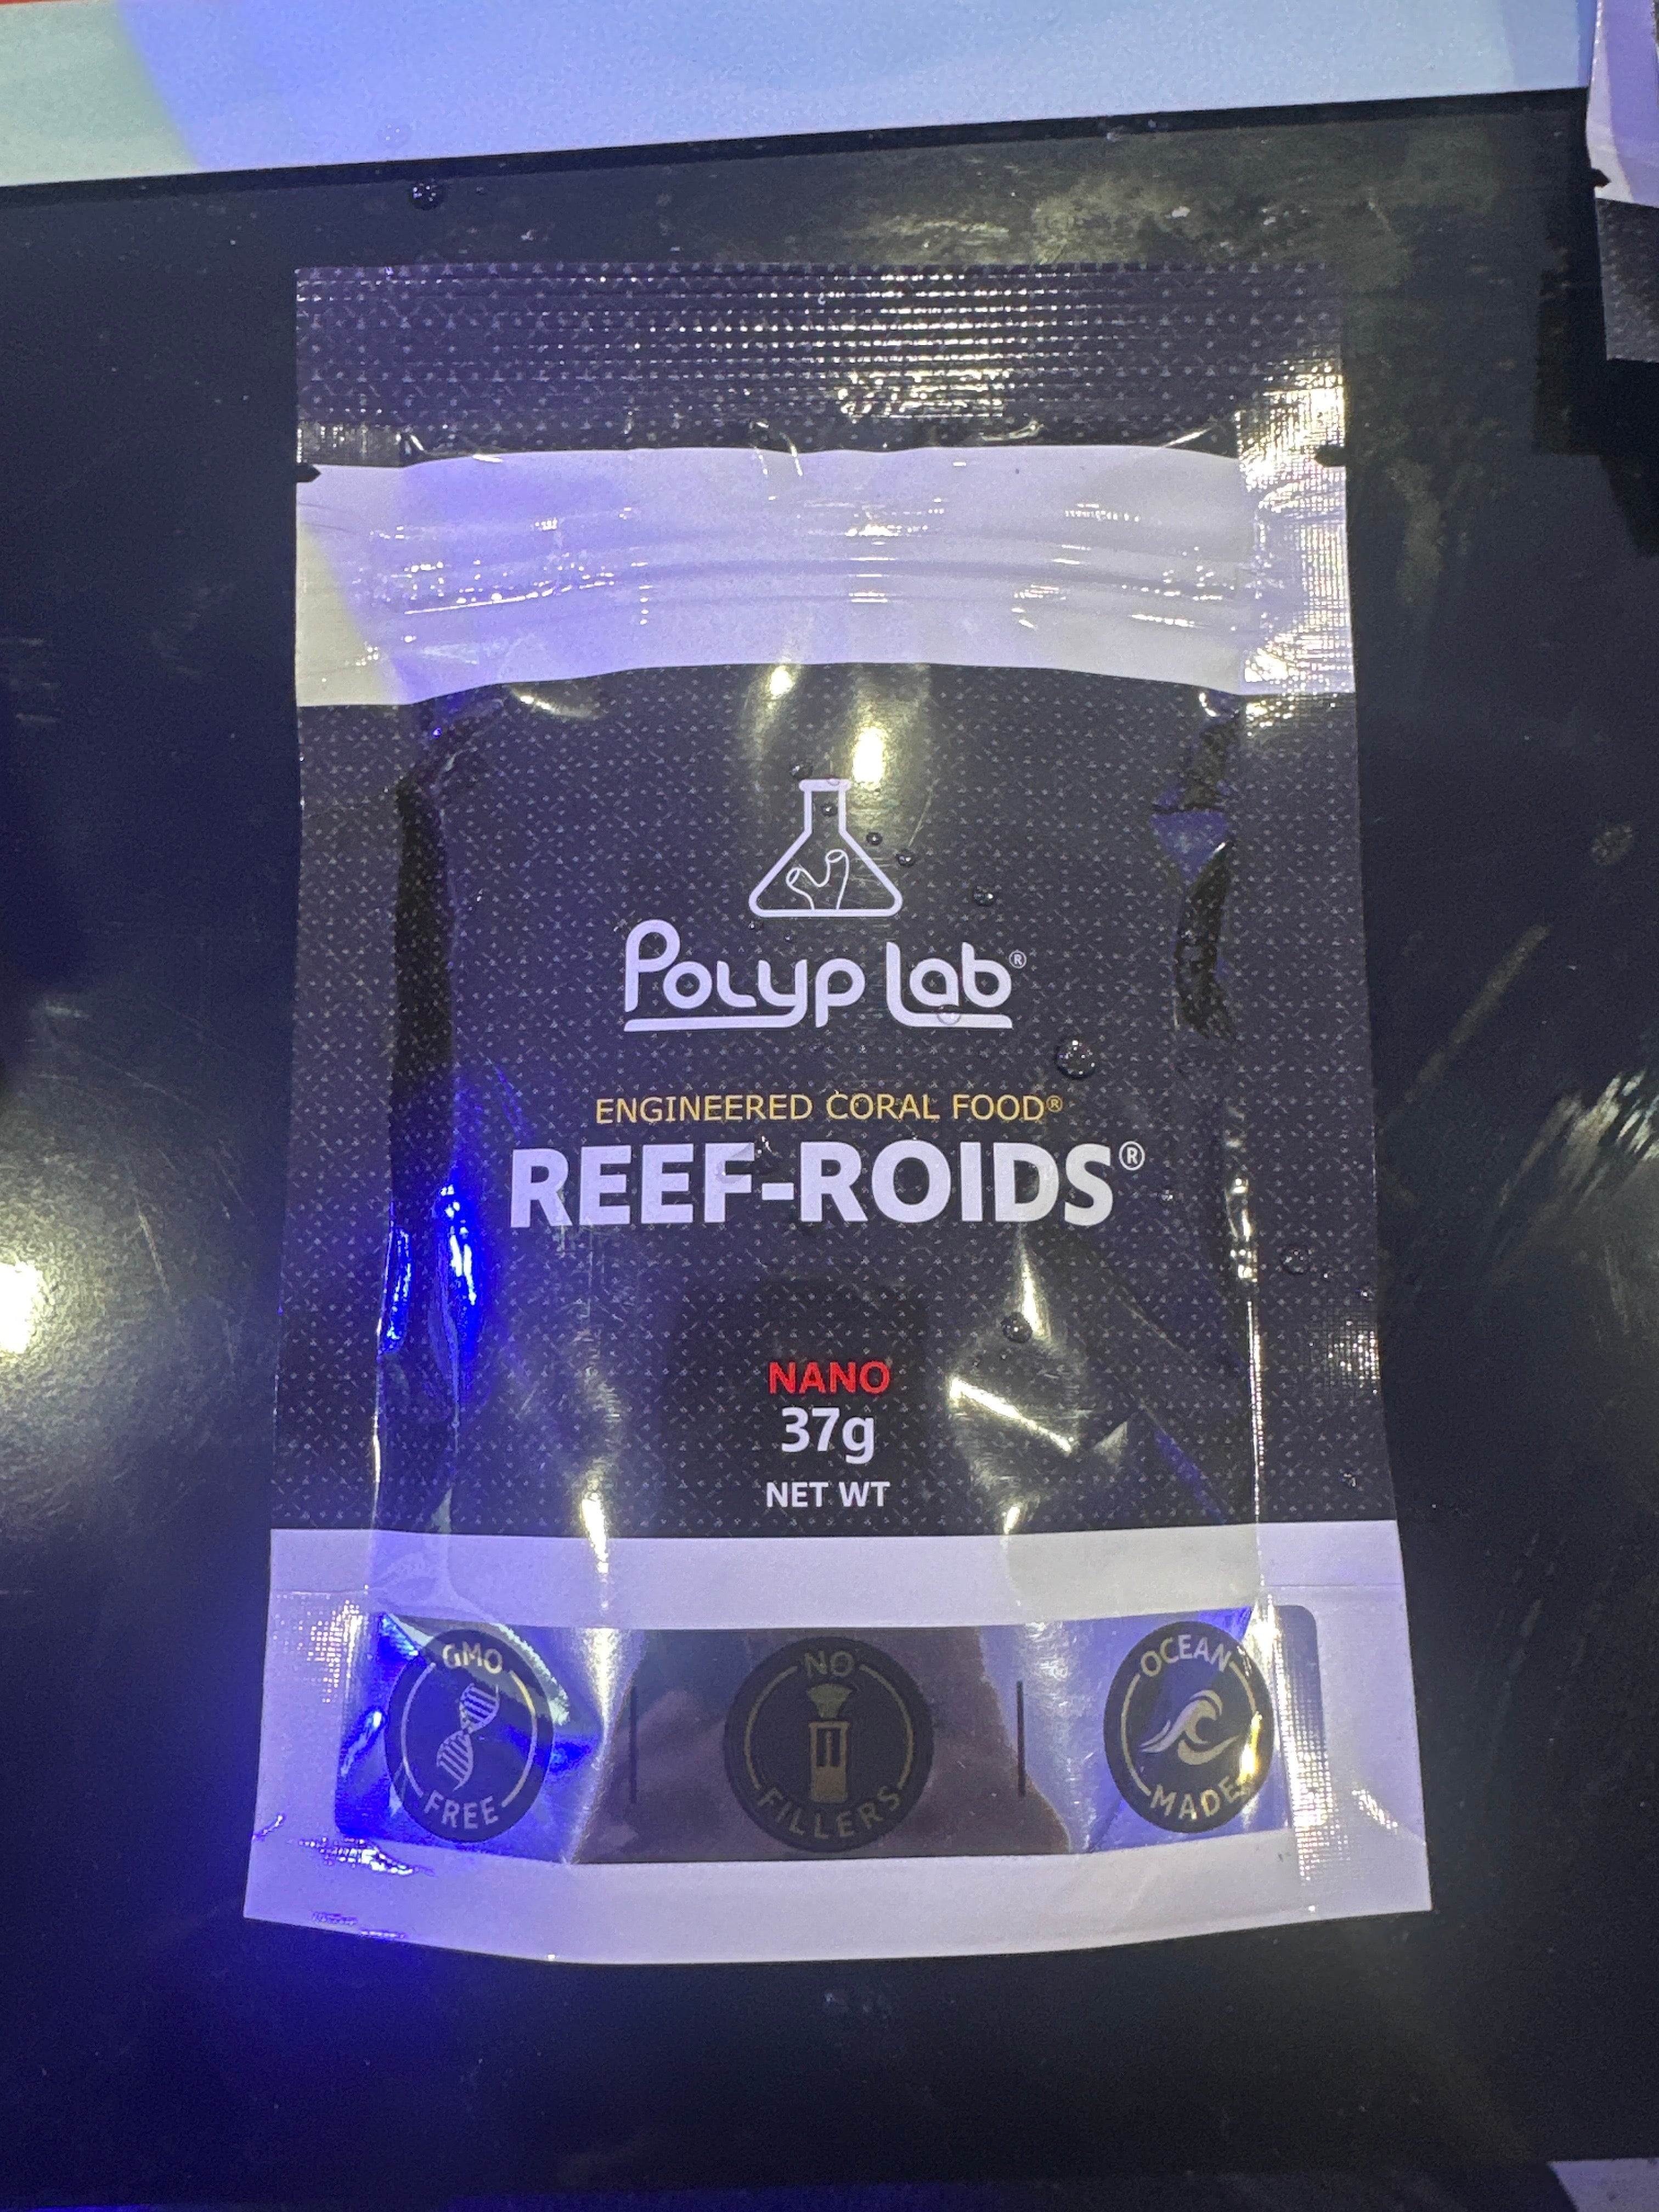 Polyp Lab®
ENGINEERED CORAL FOOD®
REEF-ROIDS®
NANO
37g
NET WT
GMO FREE
NO FILLERS
OCEAN MADE